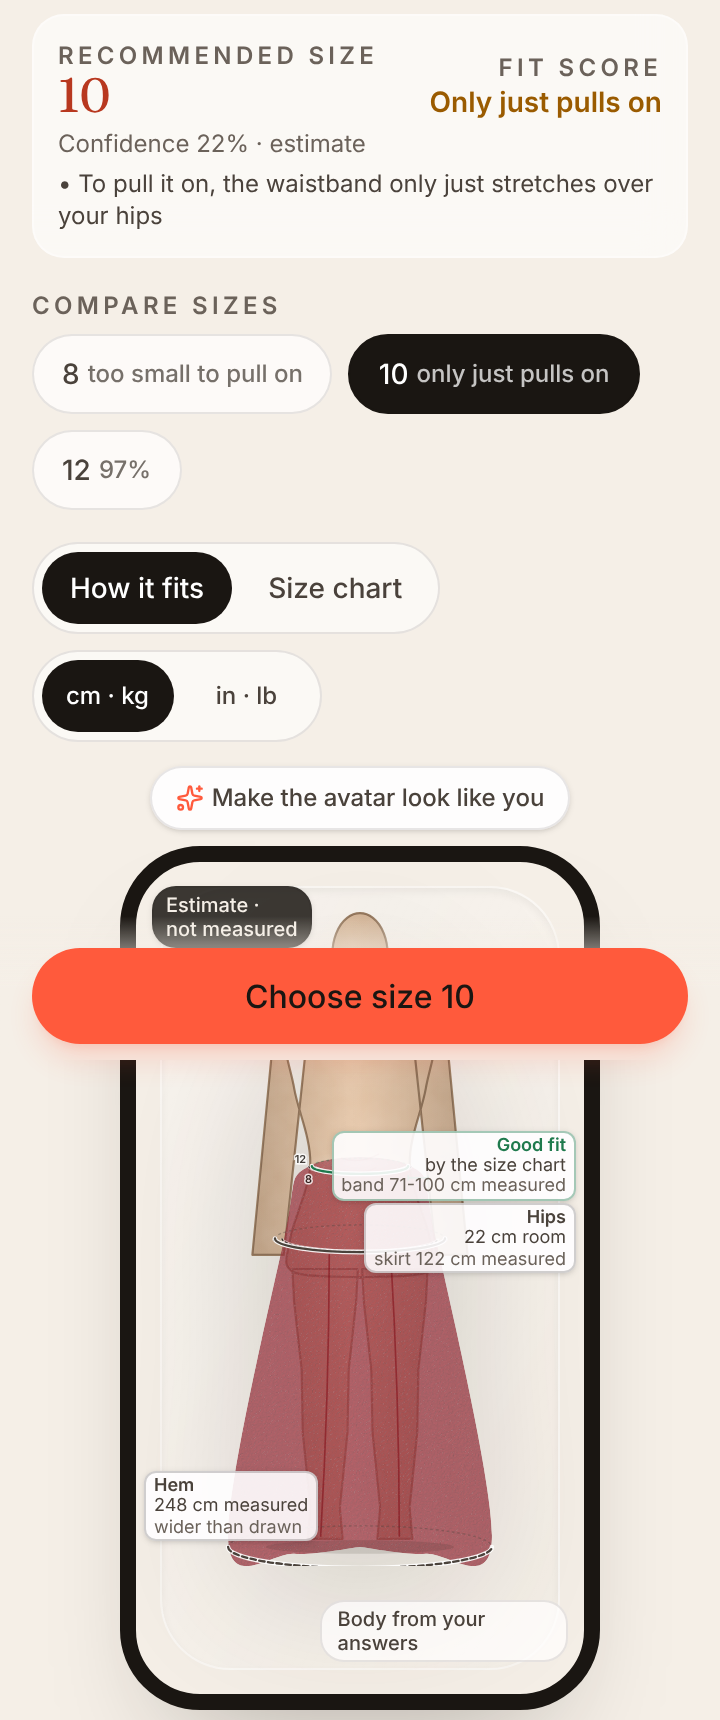 RECOMMENDED SIZE
10
FIT SCORE
Only just pulls on
Confidence 22% · estimate
• To pull it on, the waistband only just stretches over
your hips
COMPARE SIZES
8 too small to pull on
10 only just pulls on
12 97%
How it fits
Size chart
cm · kg
in · lb
Make the avatar look like you
Estimate ·
not measured
Choose size 10
12
8
Good fit
by the size chart
band 71-100 cm measured
Hips
22 cm room
skirt 122 cm measured
Hem
248 cm measured
wider than drawn
Body from your
answers